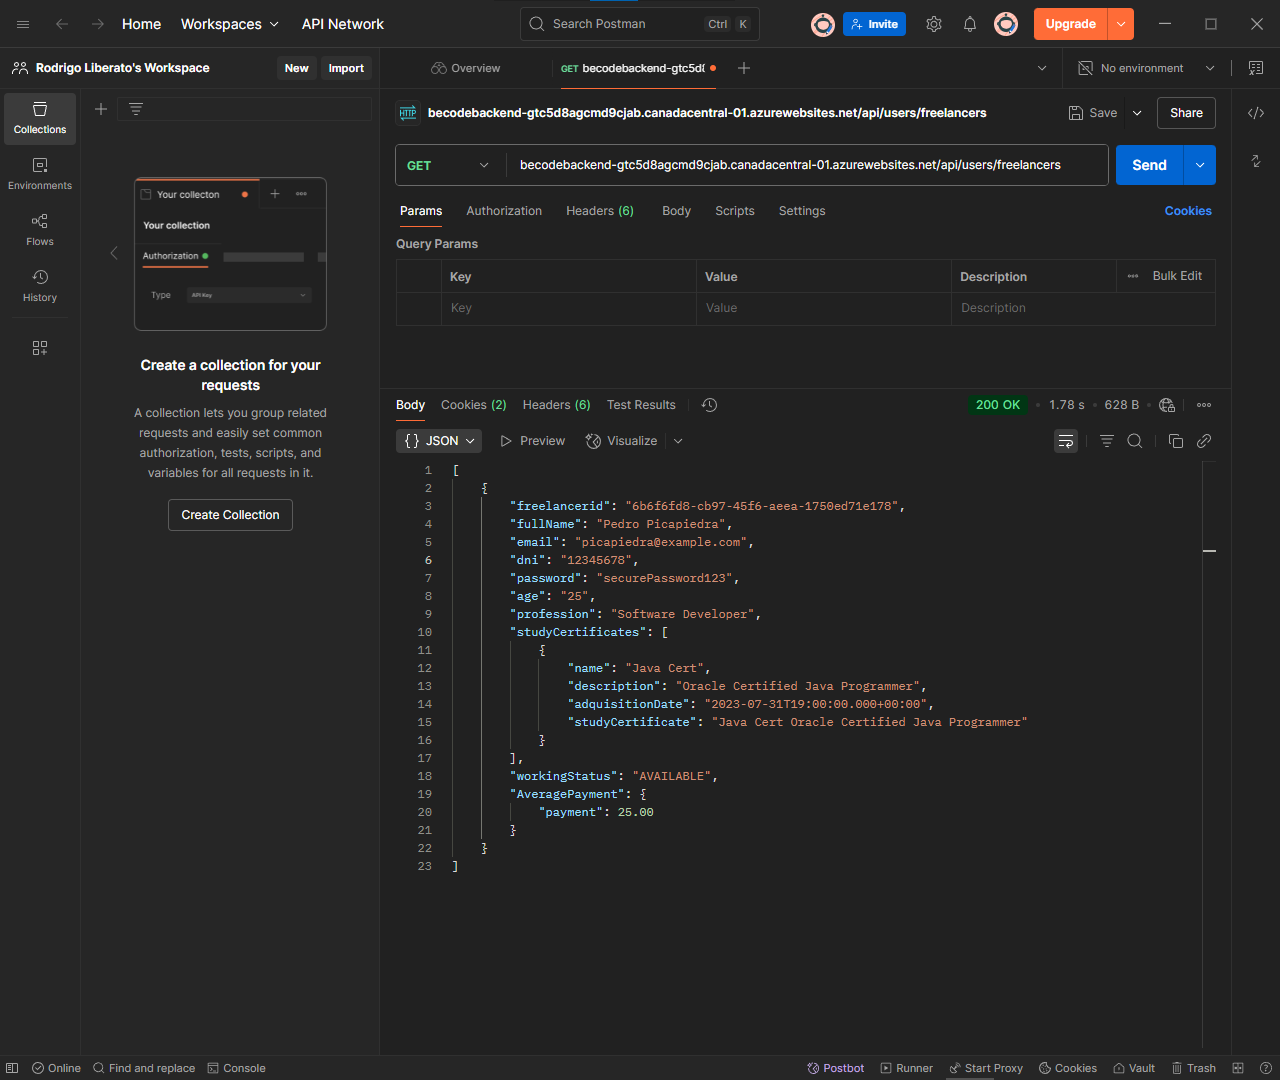 Home Workspaces API Network Search Postman Ctrl K Invite Upgrade
Rodrigo Liberato's Workspace New Import Overview GET becodebackend-gtc5d No environment
Collections
Environments
Flows
History
Your collecton
Your collection
Authorization
Type API Key
Create a collection for your
requests
A collection lets you group related
requests and easily set common
authorization, tests, scripts, and
variables for all requests in it.
Create Collection
HTTP becodebackend-gtc5d8agcmd9cjab.canadacentral-01.azurewebsites.net/api/users/freelancers Save Share
GET becodebackend-gtc5d8agcmd9cjab.canadacentral-01.azurewebsites.net/api/users/freelancers Send
Params Authorization Headers (6) Body Scripts Settings Cookies
Query Params
Key Value Description Bulk Edit
Key Value Description
Body Cookies (2) Headers (6) Test Results 200 OK 1.78 s 628 B
{} JSON Preview Visualize
1 [
2 {
3 "freelancerid": "6b6f6fd8-cb97-45f6-aeea-1750ed71e178",
4 "fullName": "Pedro Picapiedra",
5 "email": "picapiedra@example.com",
6 "dni": "12345678",
7 "password": "securePassword123",
8 "age": "25",
9 "profession": "Software Developer",
10 "studyCertificates": [
11 {
12 "name": "Java Cert",
13 "description": "Oracle Certified Java Programmer",
14 "adquisitionDate": "2023-07-31T19:00:00.000+00:00",
15 "studyCertificate": "Java Cert Oracle Certified Java Programmer"
16 }
17 ],
18 "workingStatus": "AVAILABLE",
19 "AveragePayment": {
20 "payment": 25.00
21 }
22 }
23 ]
Online Find and replace Console Postbot Runner Start Proxy Cookies Vault Trash